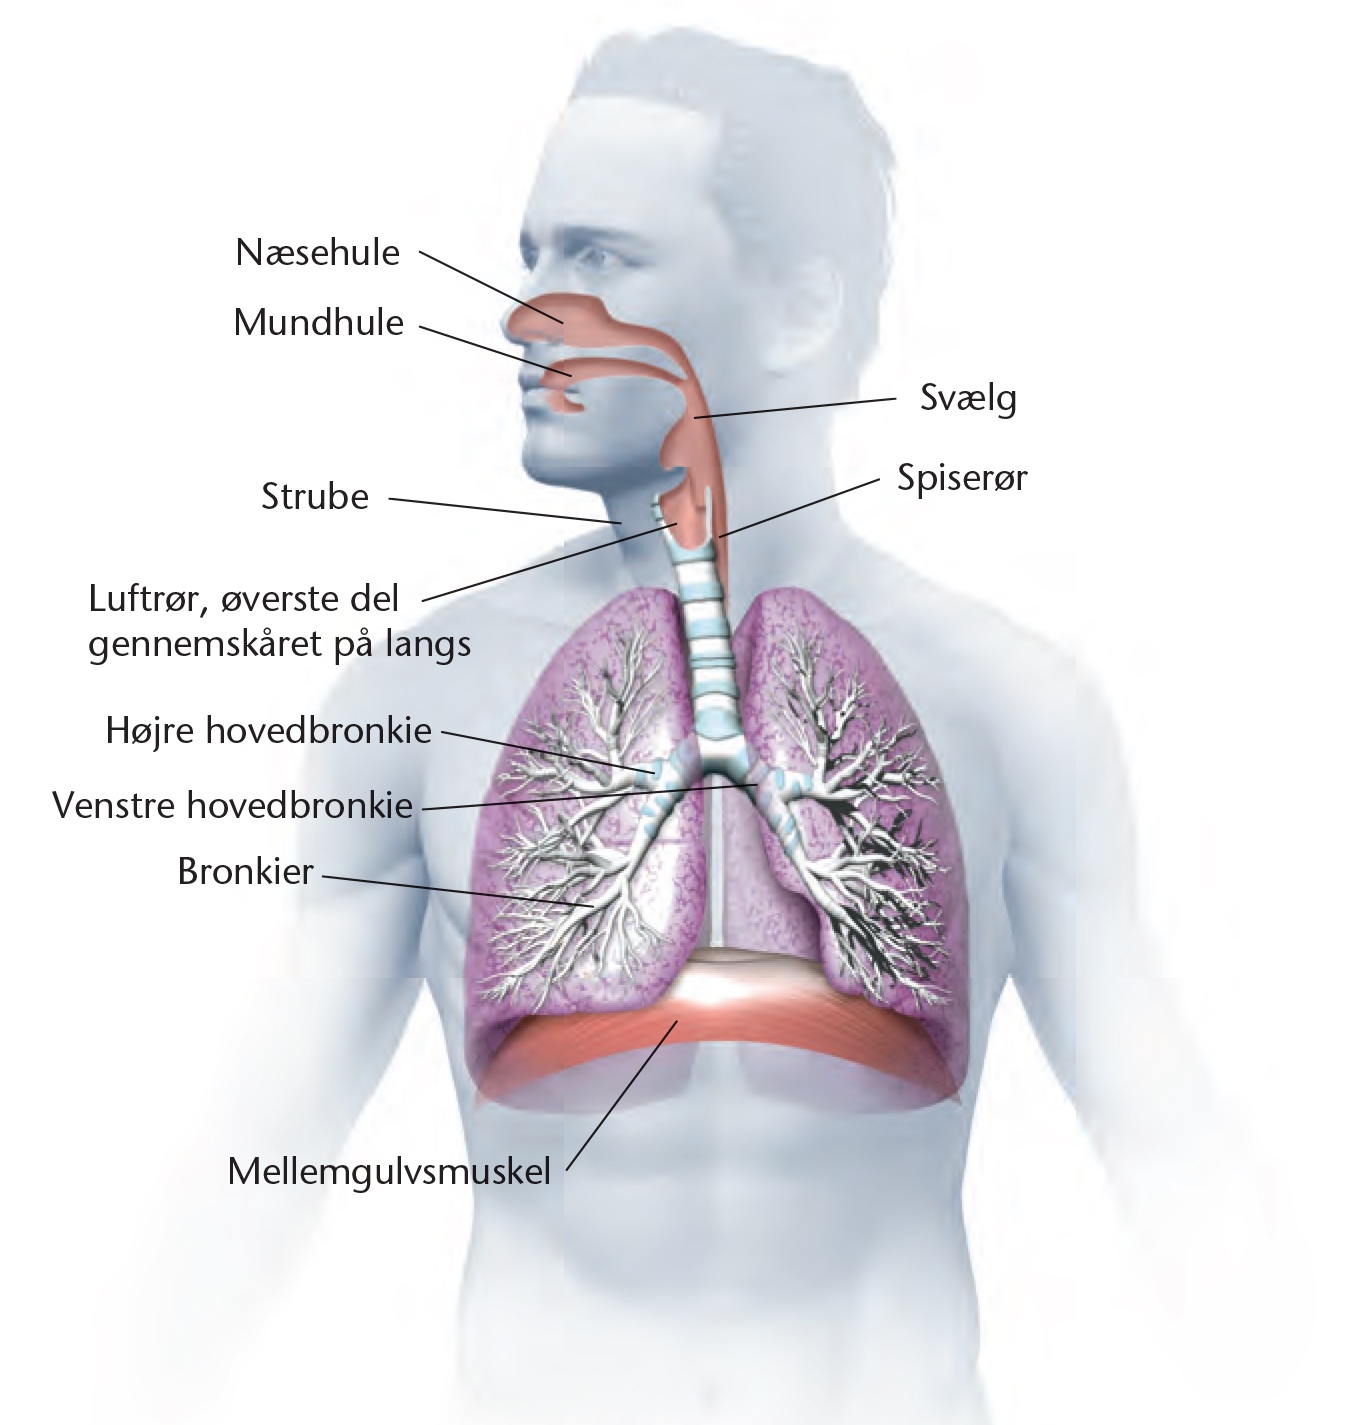 Næsehule
Mundhule
Svælg
Spiserør
Strube
Luftrør, øverste del
gennemskåret på langs
Højre hovedbronkie
Venstre hovedbronkie
Bronkier
Mellemgulvsmuskel